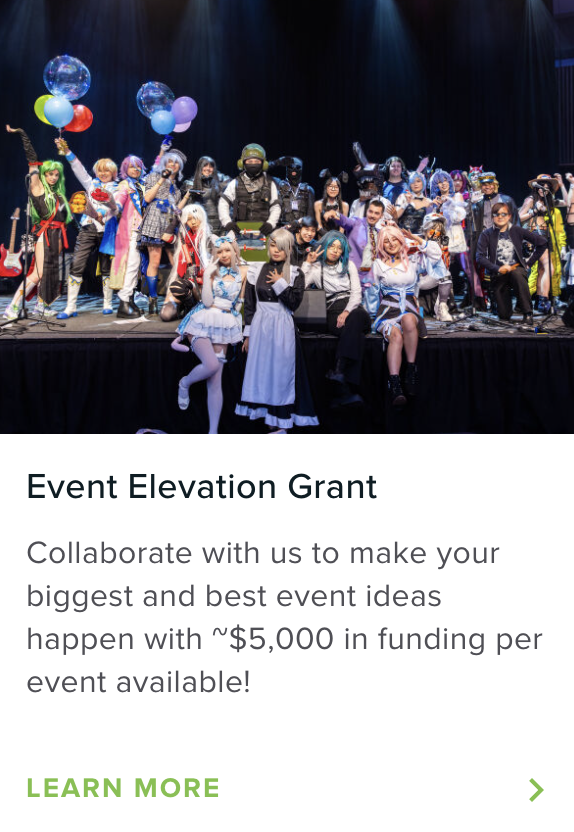 Event Elevation Grant
Collaborate with us to make your
biggest and best event ideas
happen with ~$5,000 in funding per
event available!
LEARN MORE